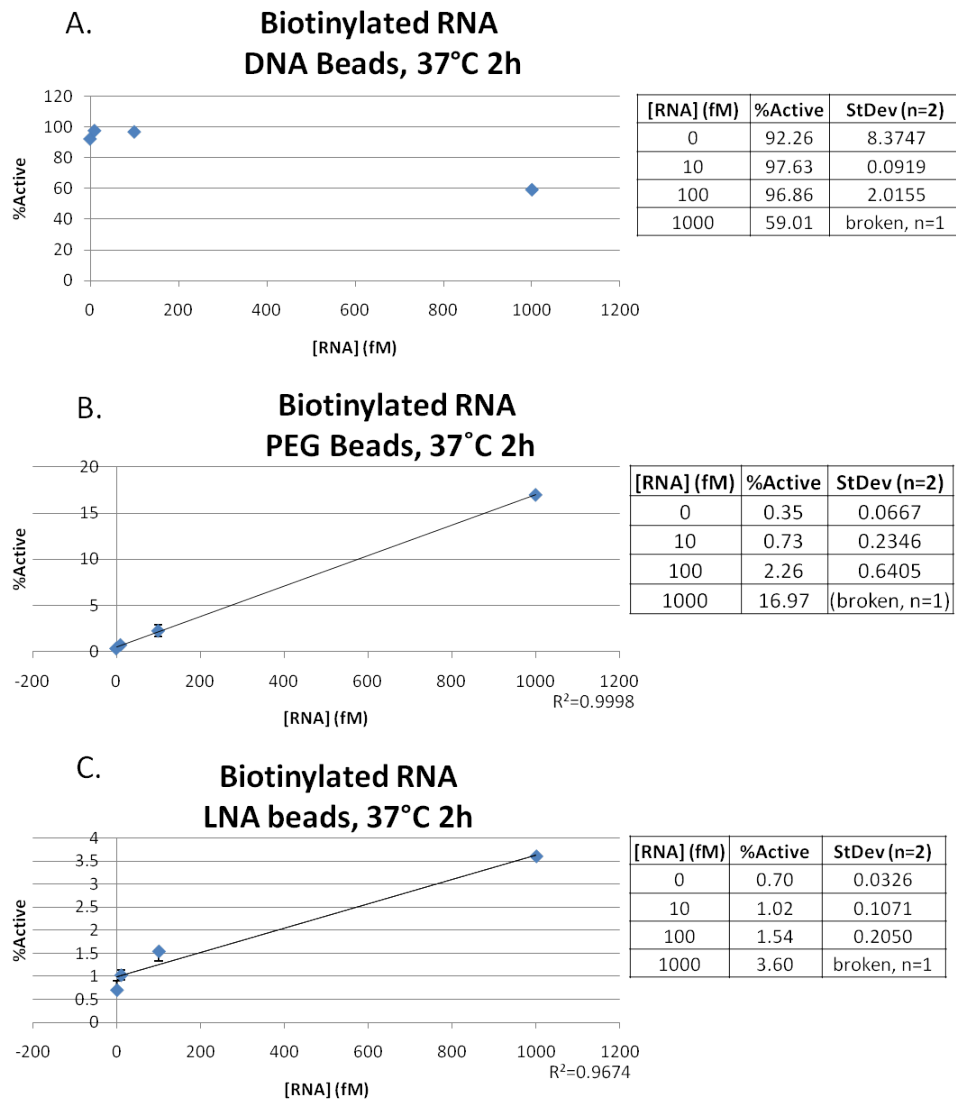 A.
Biotinylated RNA
DNA Beads, 37°C 2h
120
100
80
60
40
20
0
%Active
0 200 400 600 800 1000 1200
[RNA] (fM)
[RNA] (fM) %Active StDev (n=2)
0 92.26 8.3747
10 97.63 0.0919
100 96.86 2.0155
1000 59.01 broken, n=1
B.
Biotinylated RNA
PEG Beads, 37˚C 2h
20
15
10
5
0
%Active
-200 0 200 400 600 800 1000 1200
R²=0.9998
[RNA] (fM)
[RNA] (fM) %Active StDev (n=2)
0 0.35 0.0667
10 0.73 0.2346
100 2.26 0.6405
1000 16.97 (broken, n=1)
C.
Biotinylated RNA
LNA beads, 37°C 2h
4
3.5
3
2.5
2
1.5
1
0.5
0
%Active
-200 0 200 400 600 800 1000 1200
R²=0.9674
[RNA] (fM)
[RNA] (fM) %Active StDev (n=2)
0 0.70 0.0326
10 1.02 0.1071
100 1.54 0.2050
1000 3.60 broken, n=1